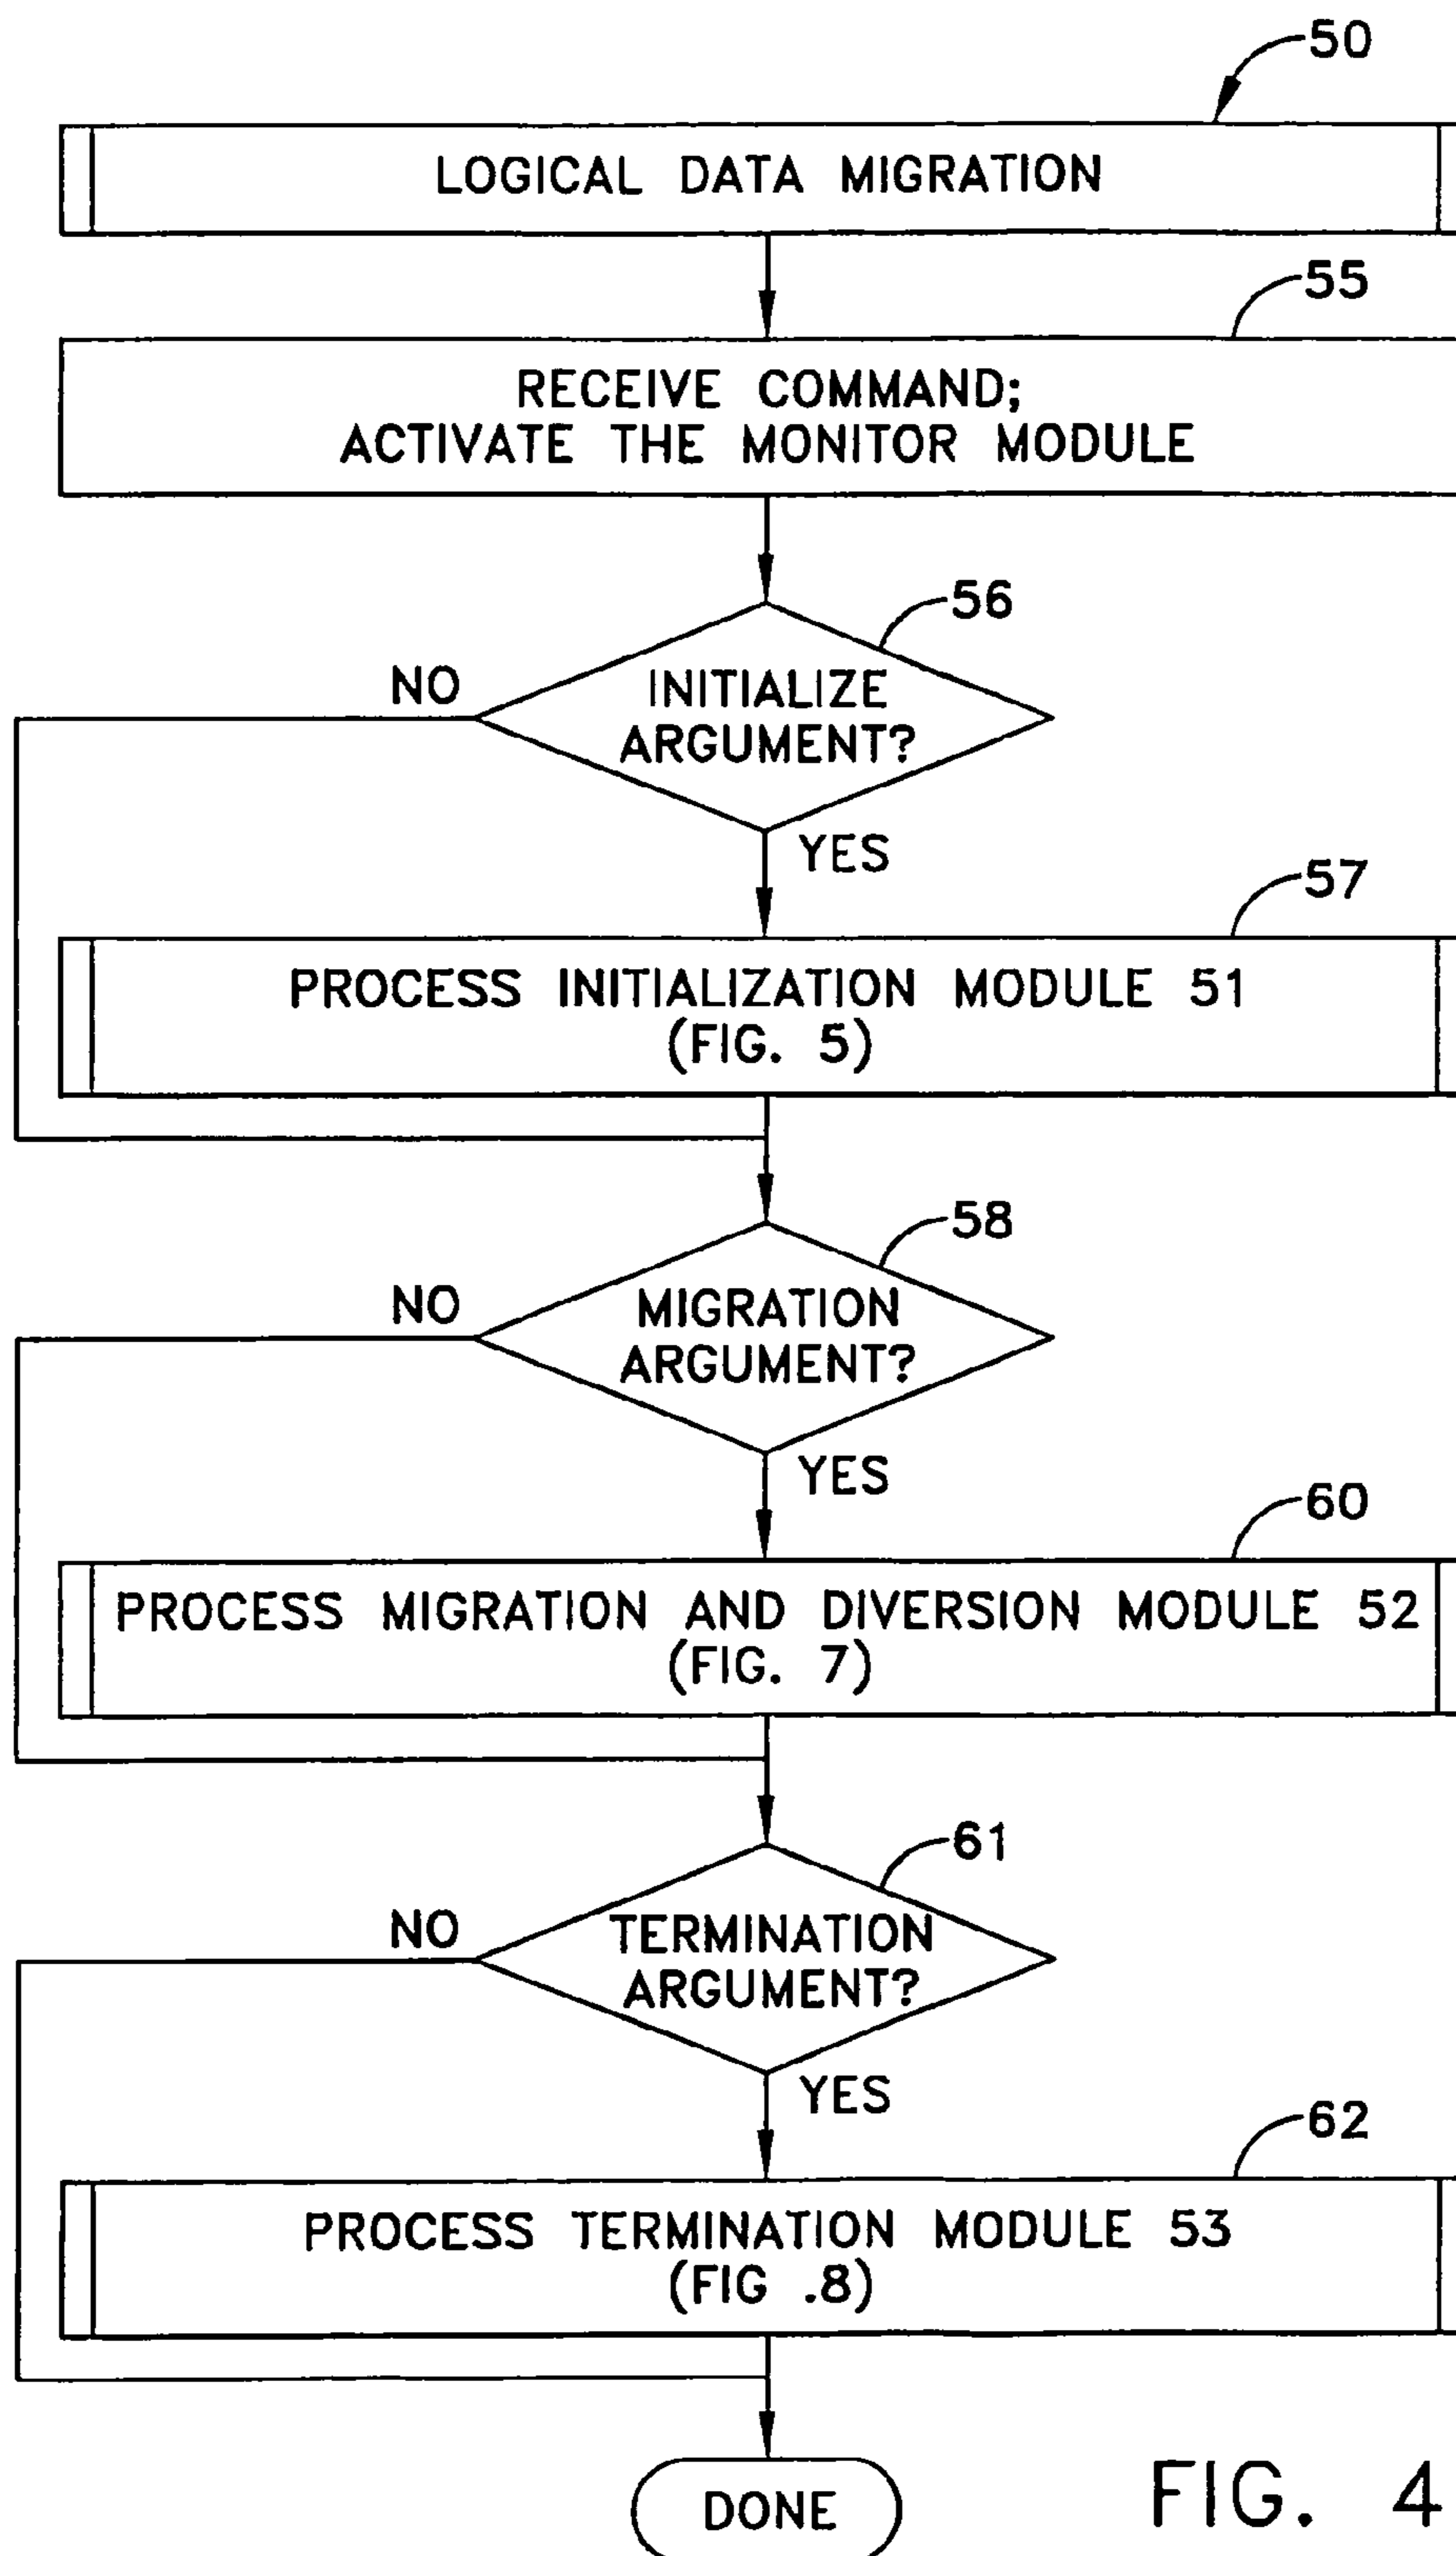 50
LOGICAL DATA MIGRATION
55
RECEIVE COMMAND;
ACTIVATE THE MONITOR MODULE
56
NO
INITIALIZE
ARGUMENT?
YES
57
PROCESS INITIALIZATION MODULE 51
(FIG. 5)
58
NO
MIGRATION
ARGUMENT?
YES
60
PROCESS MIGRATION AND DIVERSION MODULE 52
(FIG. 7)
61
NO
TERMINATION
ARGUMENT?
YES
62
PROCESS TERMINATION MODULE 53
(FIG .8)
DONE
FIG. 4